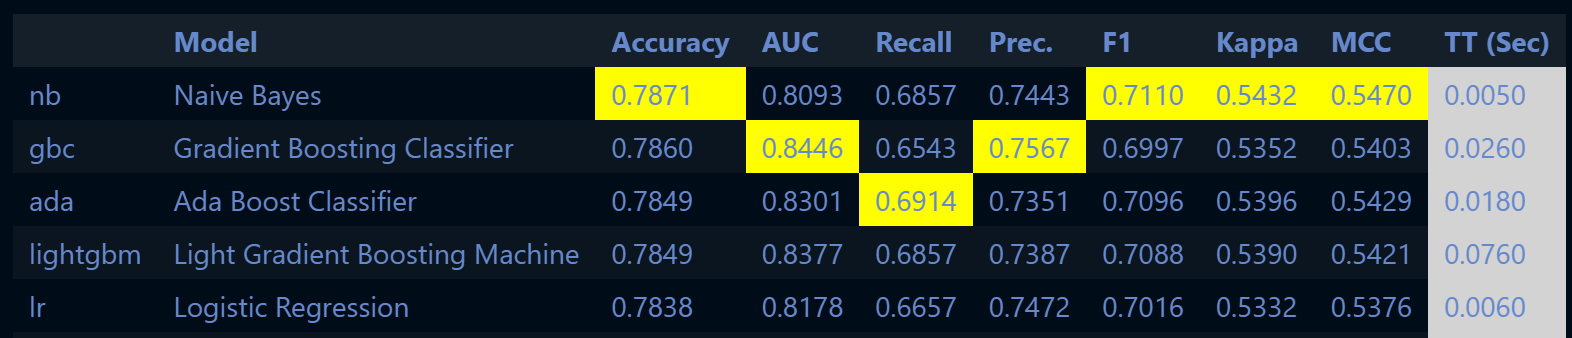 Model Accuracy AUC Recall Prec. F1 Kappa MCC TT (Sec)
nb Naive Bayes 0.7871 0.8093 0.6857 0.7443 0.7110 0.5432 0.5470 0.0050
gbc Gradient Boosting Classifier 0.7860 0.8446 0.6543 0.7567 0.6997 0.5352 0.5403 0.0260
ada Ada Boost Classifier 0.7849 0.8301 0.6914 0.7351 0.7096 0.5396 0.5429 0.0180
lightgbm Light Gradient Boosting Machine 0.7849 0.8377 0.6857 0.7387 0.7088 0.5390 0.5421 0.0760
lr Logistic Regression 0.7838 0.8178 0.6657 0.7472 0.7016 0.5332 0.5376 0.0060